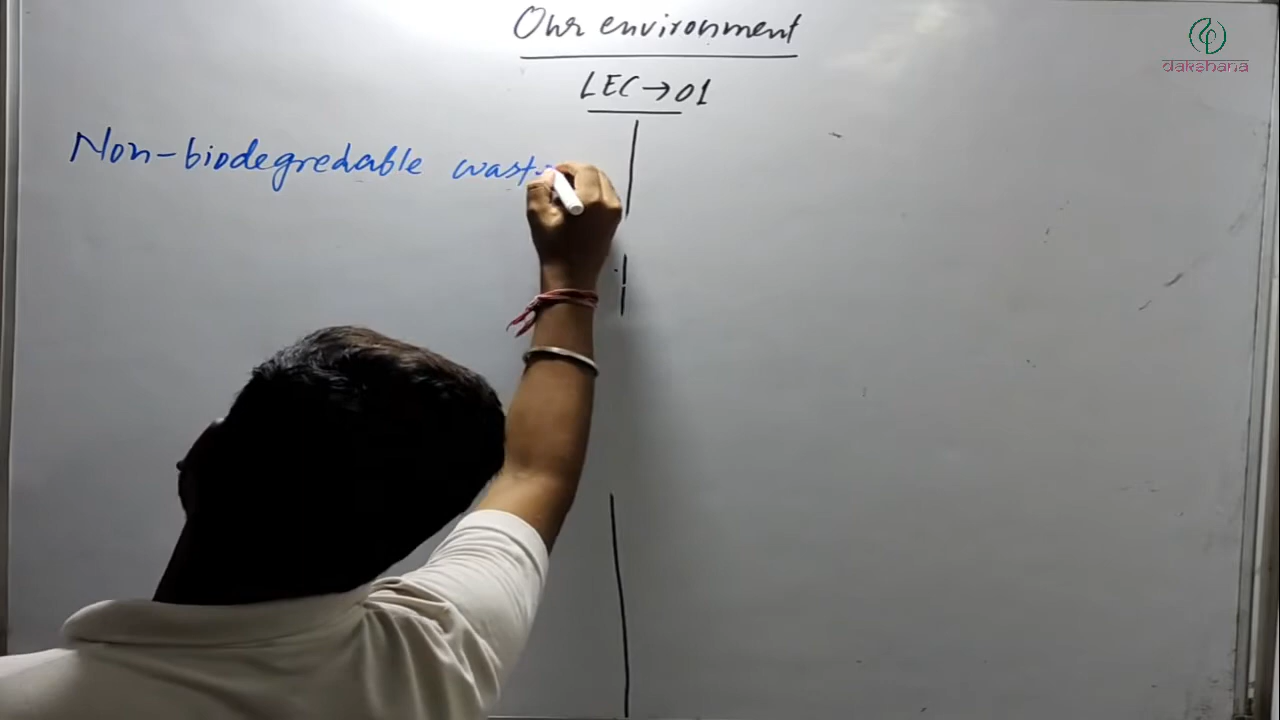 Our environment
dakshana
LEC → 01
Non-biodegredable